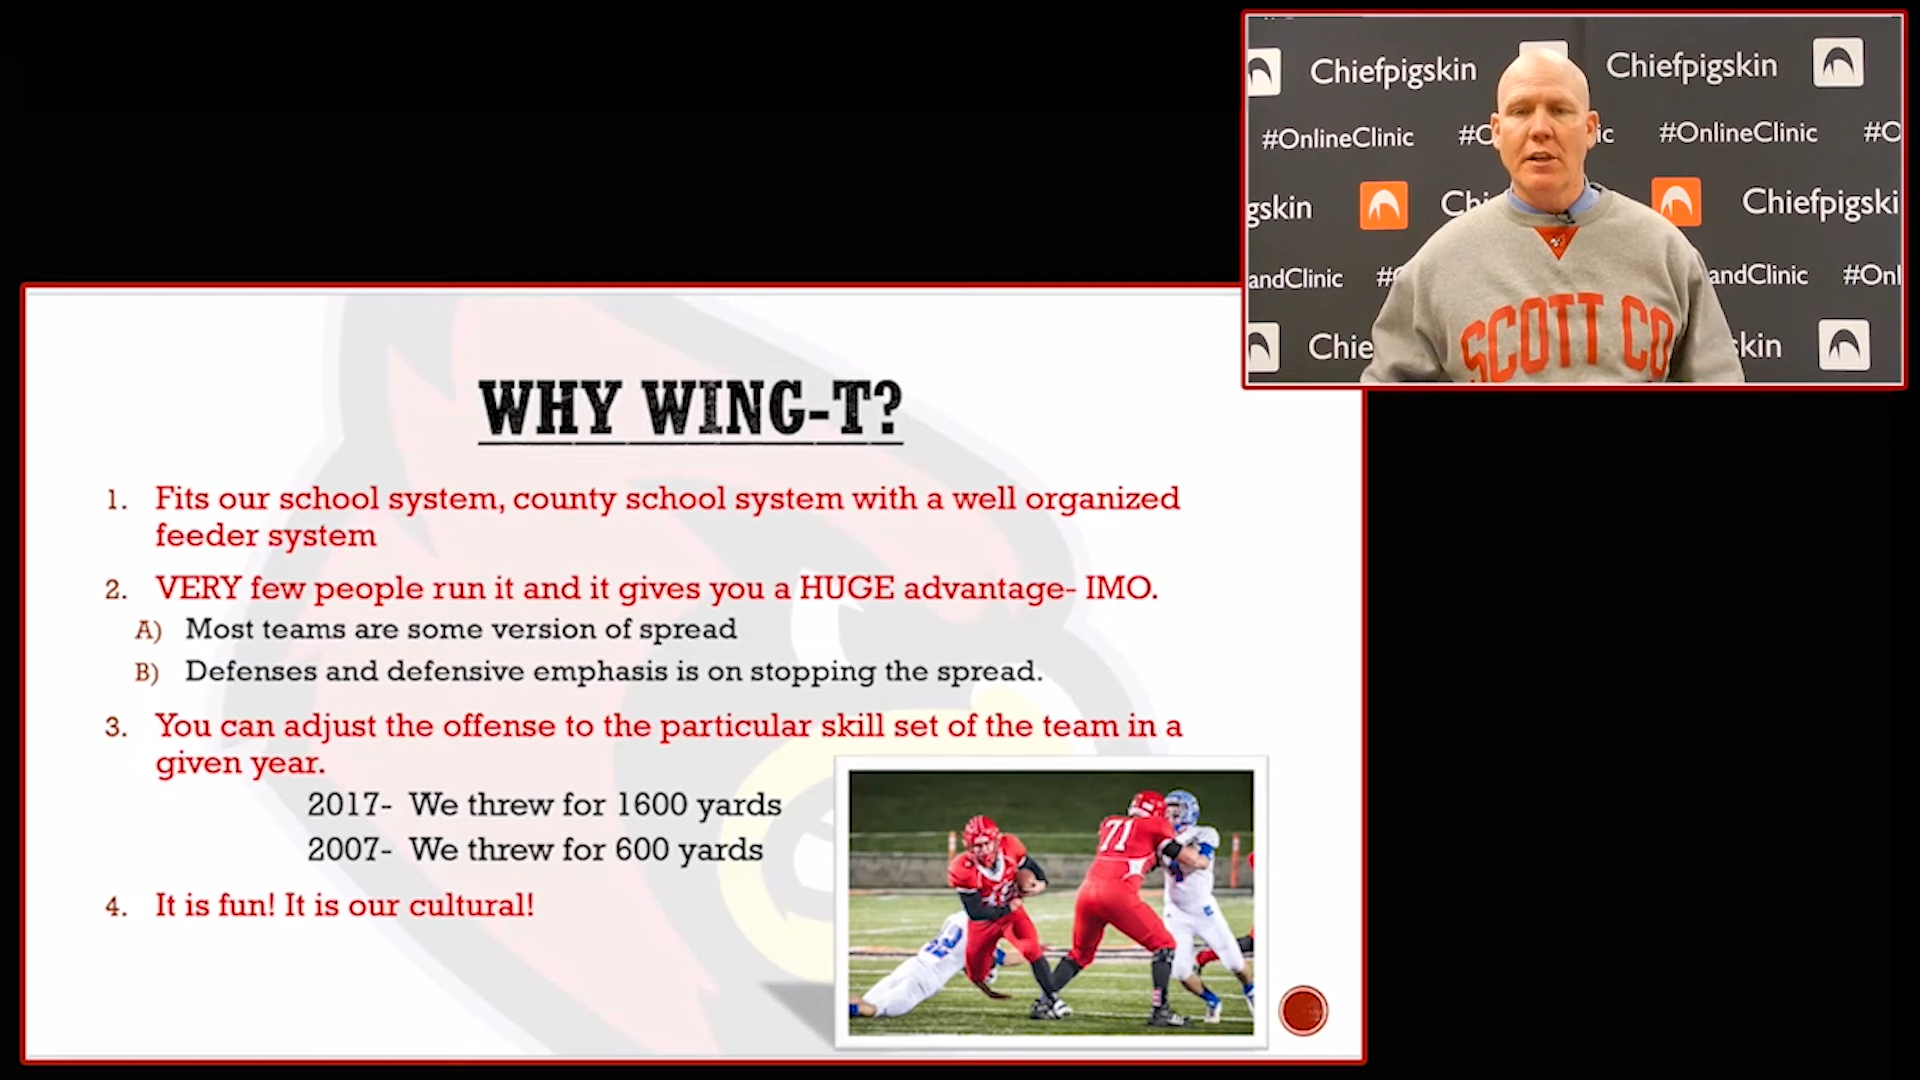 Chiefpigskin Chiefpigskin
#OnlineClinic #O ic #OnlineClinic #O
gskin Chi Chiefpigski
andClinic #O andClinic #Onl
Chie skin
SCOTT CO
WHY WING-T?
1. Fits our school system, county school system with a well organized
feeder system
2. VERY few people run it and it gives you a HUGE advantage- IMO.
A) Most teams are some version of spread
B) Defenses and defensive emphasis is on stopping the spread.
3. You can adjust the offense to the particular skill set of the team in a
given year.
2017- We threw for 1600 yards
2007- We threw for 600 yards
4. It is fun! It is our cultural!
71